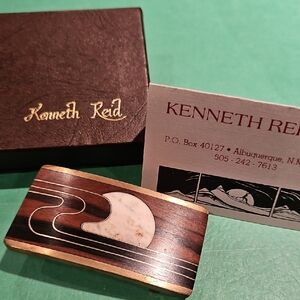 Kenneth Reid
KENNETH REI
P.O. Box 40127 • Albuquerque, N.M
505 - 242 - 7613